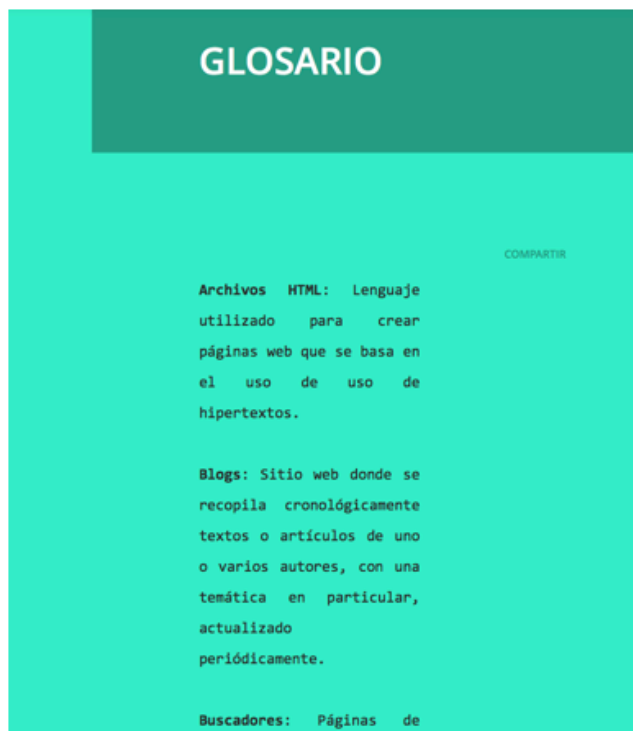 GLOSARIO
COMPARTIR
Archivos HTML: Lenguaje
utilizado para crear
páginas web que se basa en
el uso de uso de
hipertextos.
Blogs: Sitio web donde se
recopila cronológicamente
textos o artículos de uno
o varios autores, con una
temática en particular,
actualizado
periódicamente.
Buscadores: Páginas de